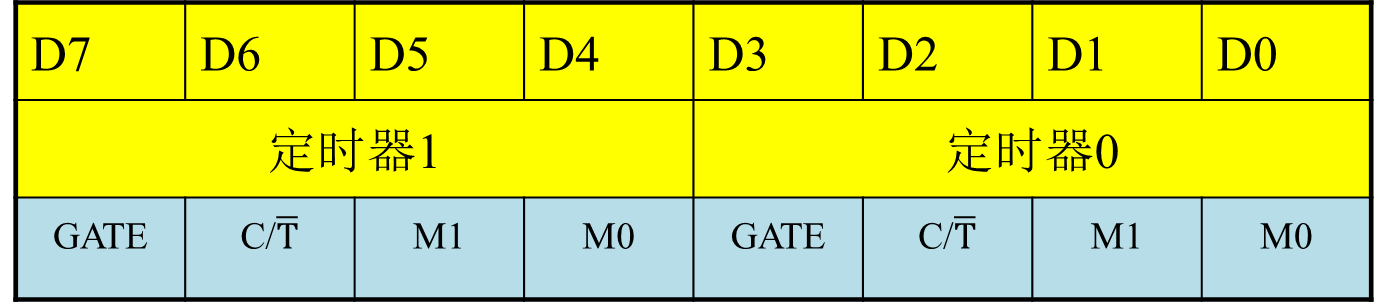 D7 D6 D5 D4 D3 D2 D1 D0
定时器1 定时器0
GATE C/T̅ M1 M0 GATE C/T̅ M1 M0